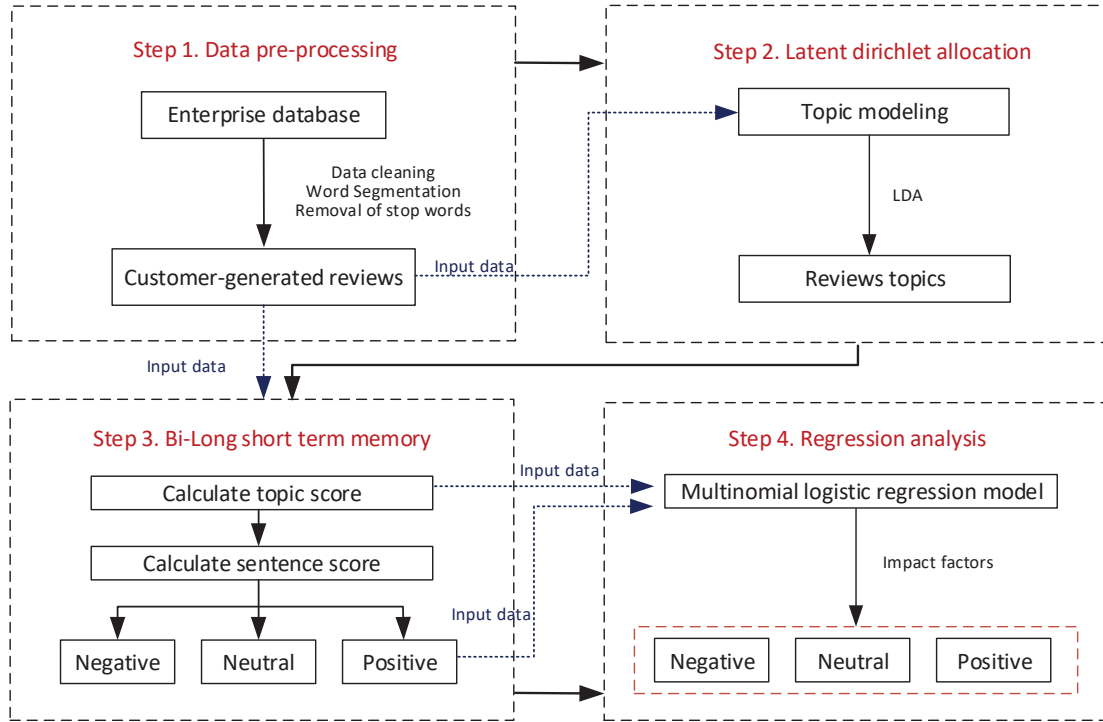 Step 1. Data pre-processing
Enterprise database
Data cleaning
Word Segmentation
Removal of stop words
Customer-generated reviews
Input data
Input data
Step 2. Latent dirichlet allocation
Topic modeling
LDA
Reviews topics
Step 3. Bi-Long short term memory
Calculate topic score
Calculate sentence score
Negative
Neutral
Positive
Input data
Input data
Step 4. Regression analysis
Multinomial logistic regression model
Impact factors
Negative
Neutral
Positive